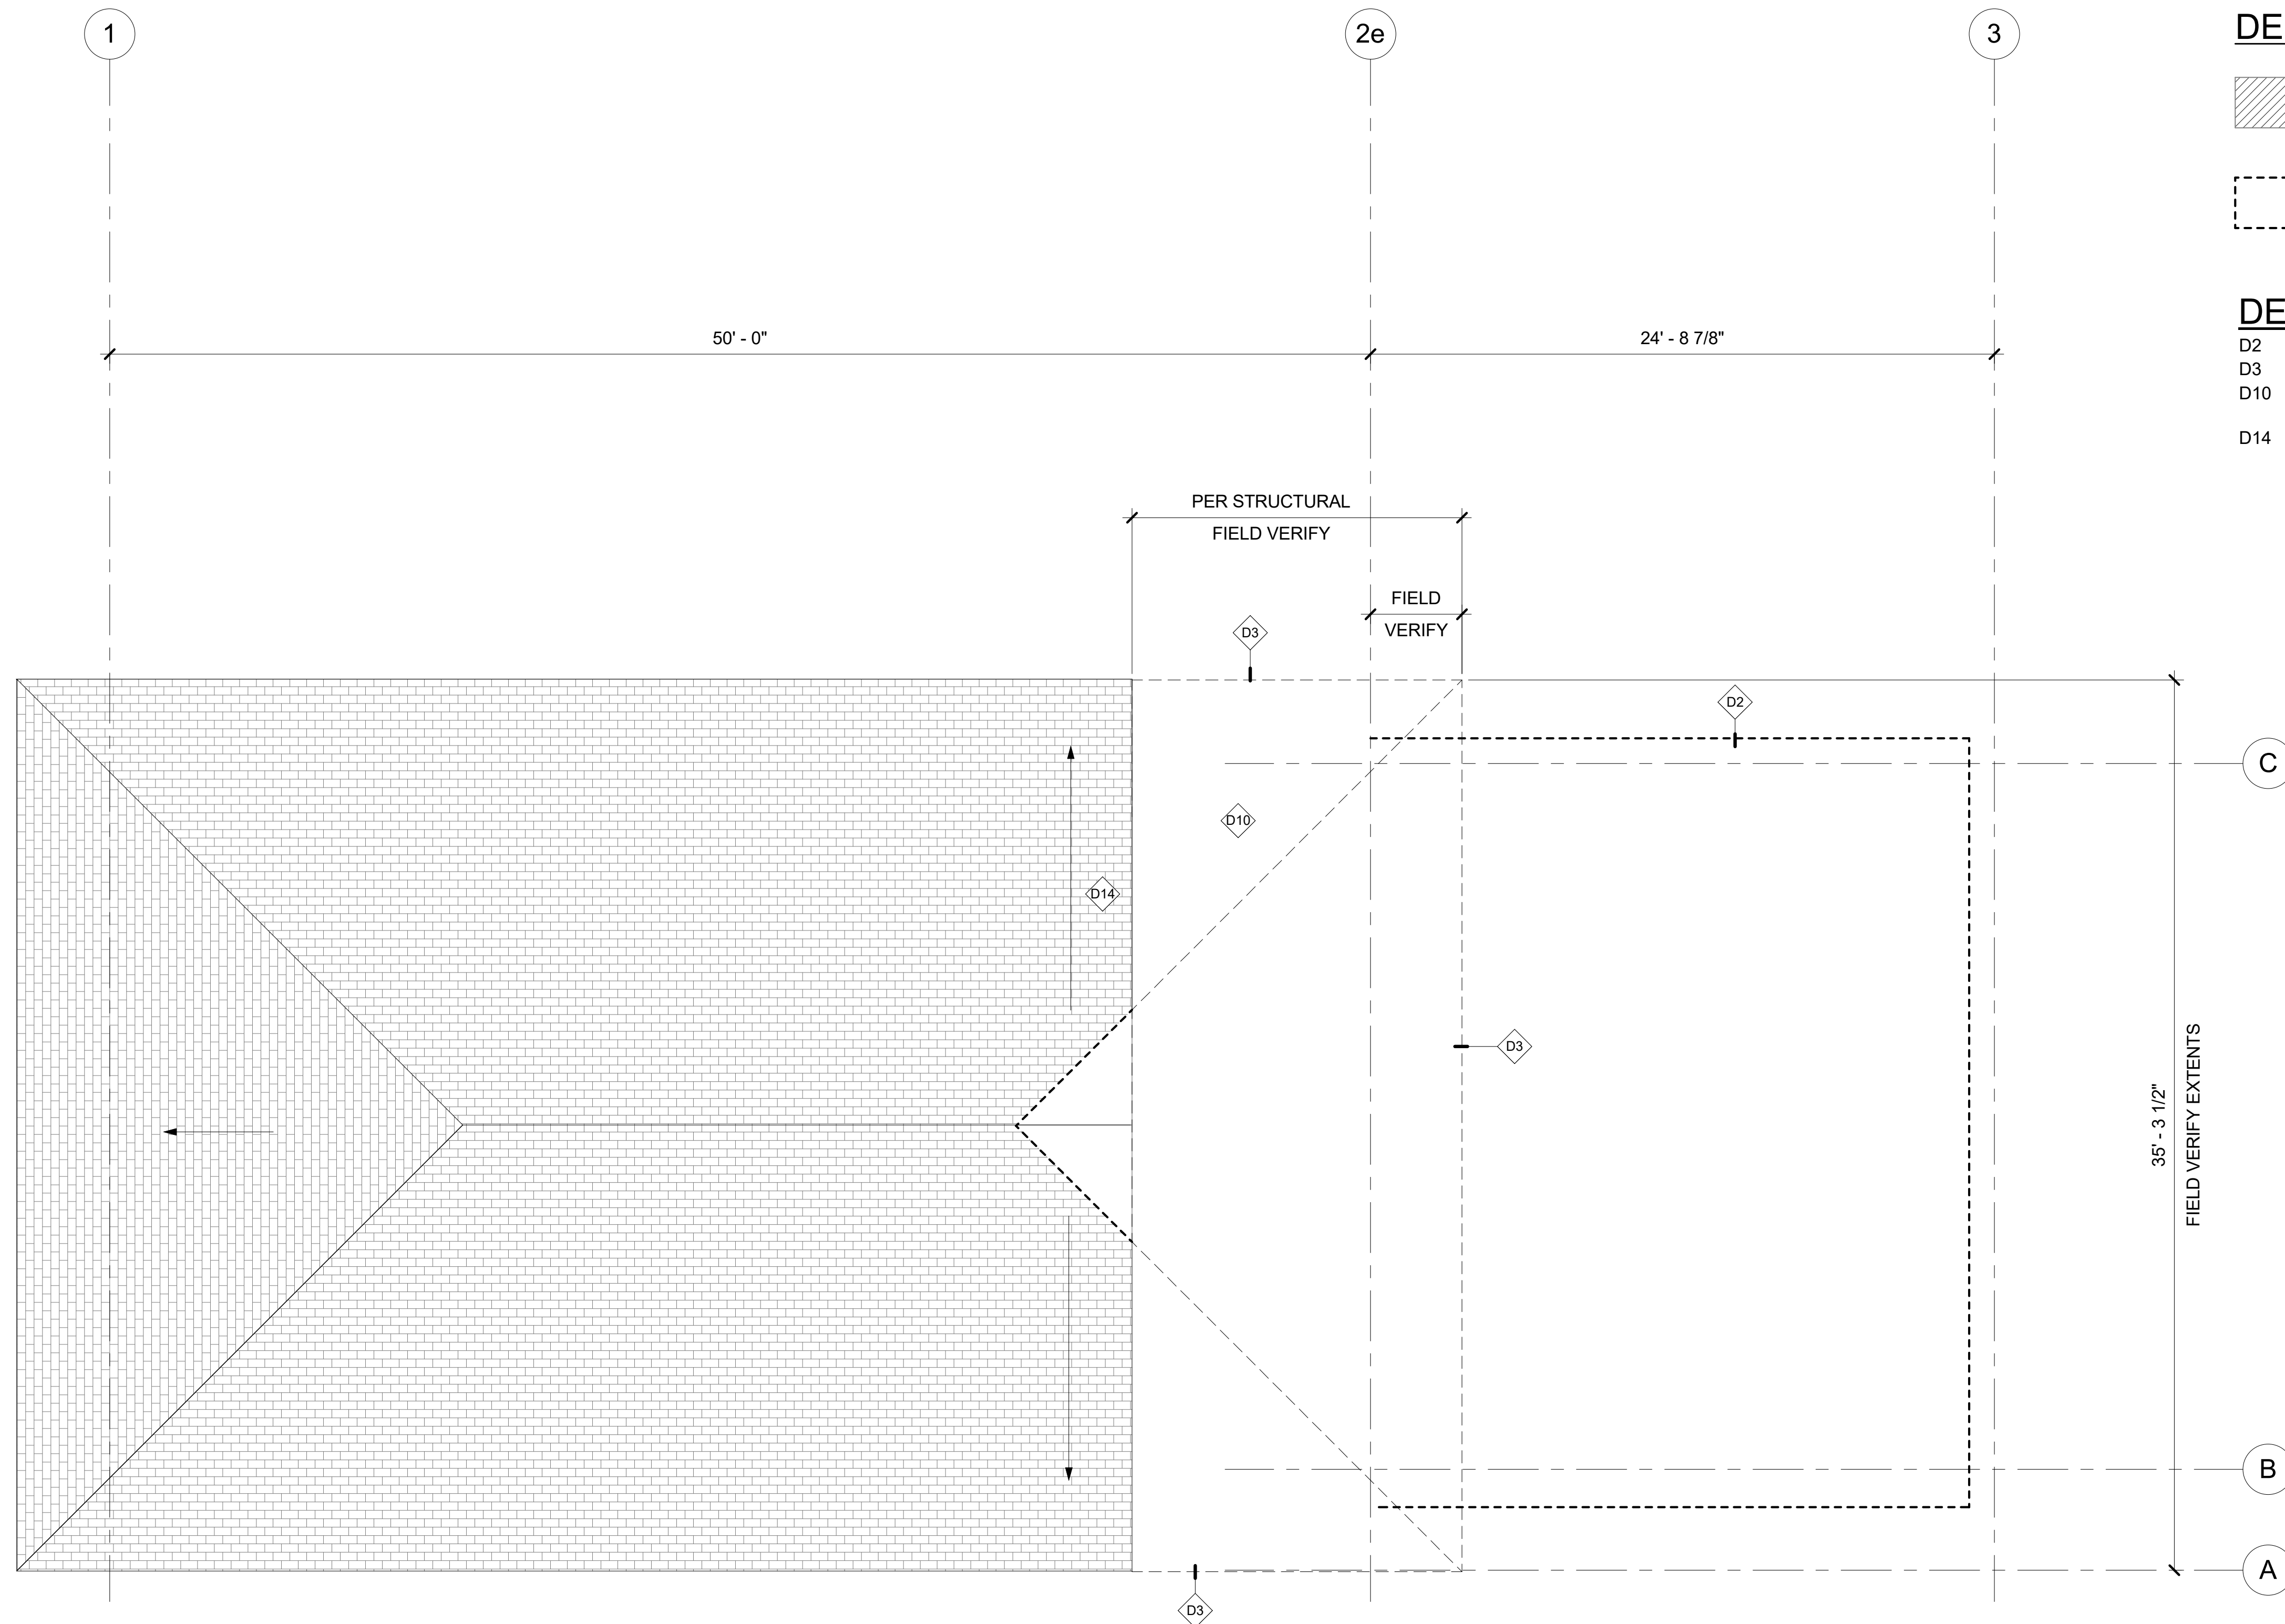 1
2e
3
DE
50' - 0"
24' - 8 7/8"
DE
D2
D3
D10
D14
PER STRUCTURAL
FIELD VERIFY
FIELD
VERIFY
D3
D2
C
D10
D14
D3
35' - 3 1/2"
FIELD VERIFY EXTENTS
B
A
D3